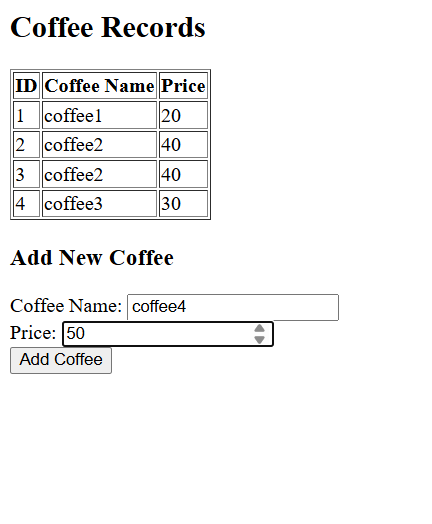 Coffee Records
ID Coffee Name Price
1 coffee1 20
2 coffee2 40
3 coffee2 40
4 coffee3 30
Add New Coffee
Coffee Name: coffee4
Price: 50
Add Coffee